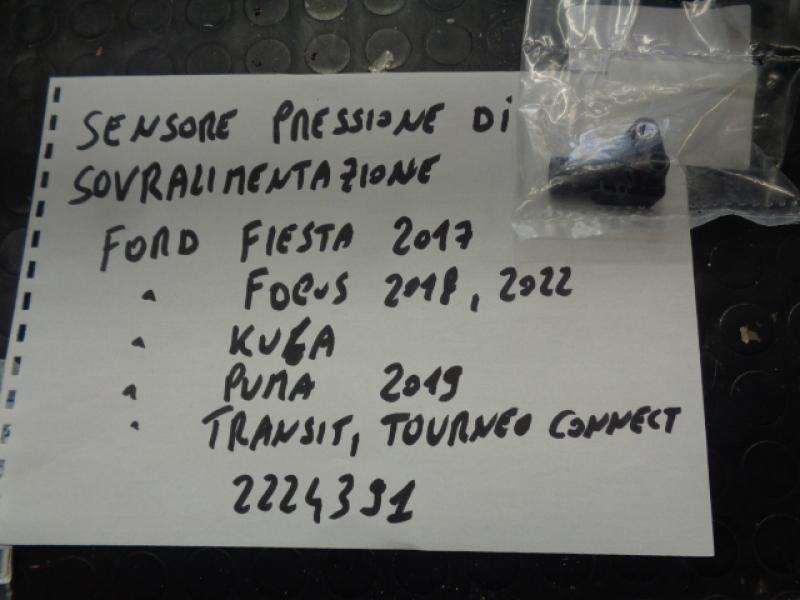 SENSORE PRESSIONE Di
SOVRALIMENTAZIONE
FORD FIESTA 2017
" FOCUS 2018, 2022
" KUGA
" PUMA 2019
" TRANSIT, TOURNEO CONNECT
2224391